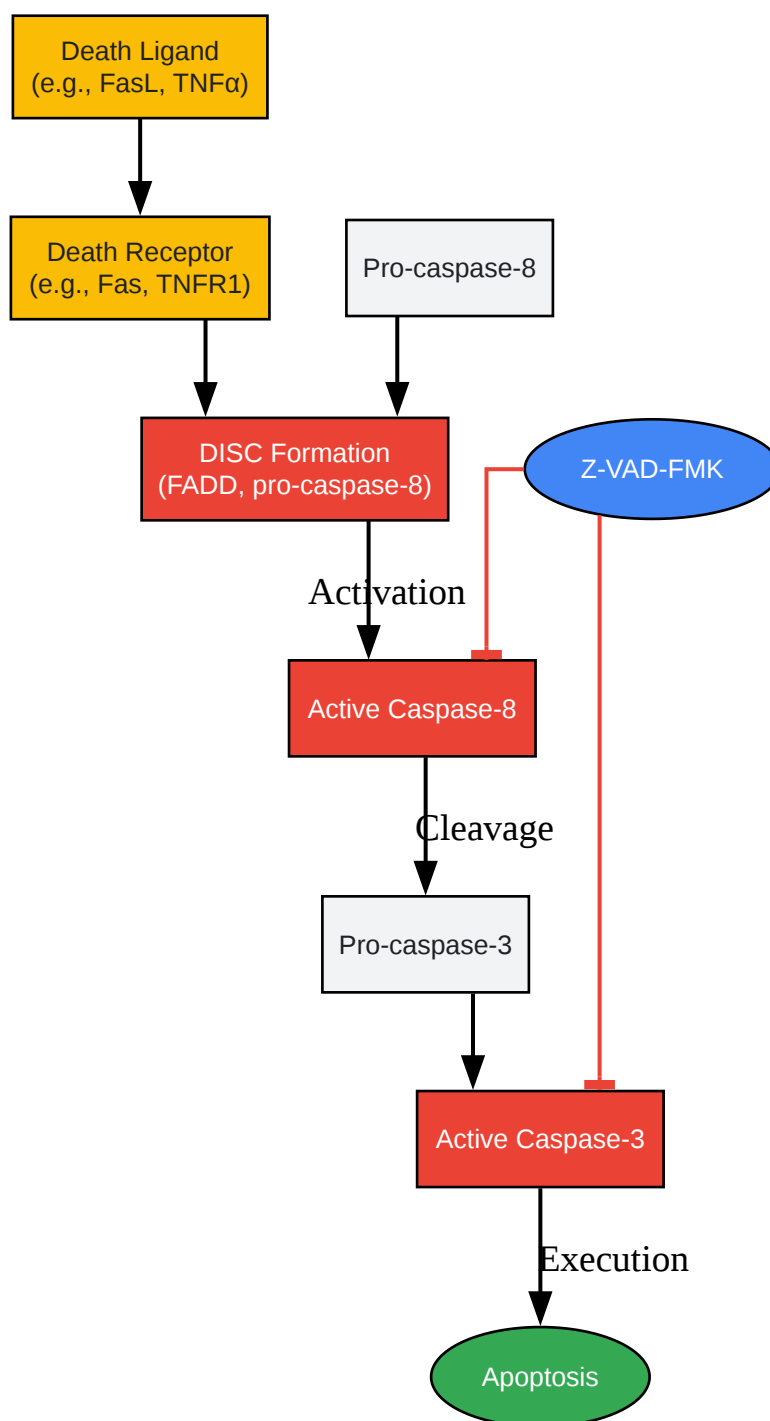 Death Ligand
(e.g., FasL, TNFα)
Death Receptor
(e.g., Fas, TNFR1)
Pro-caspase-8
DISC Formation
(FADD, pro-caspase-8)
Z-VAD-FMK
Activation
Active Caspase-8
Cleavage
Pro-caspase-3
Active Caspase-3
Execution
Apoptosis